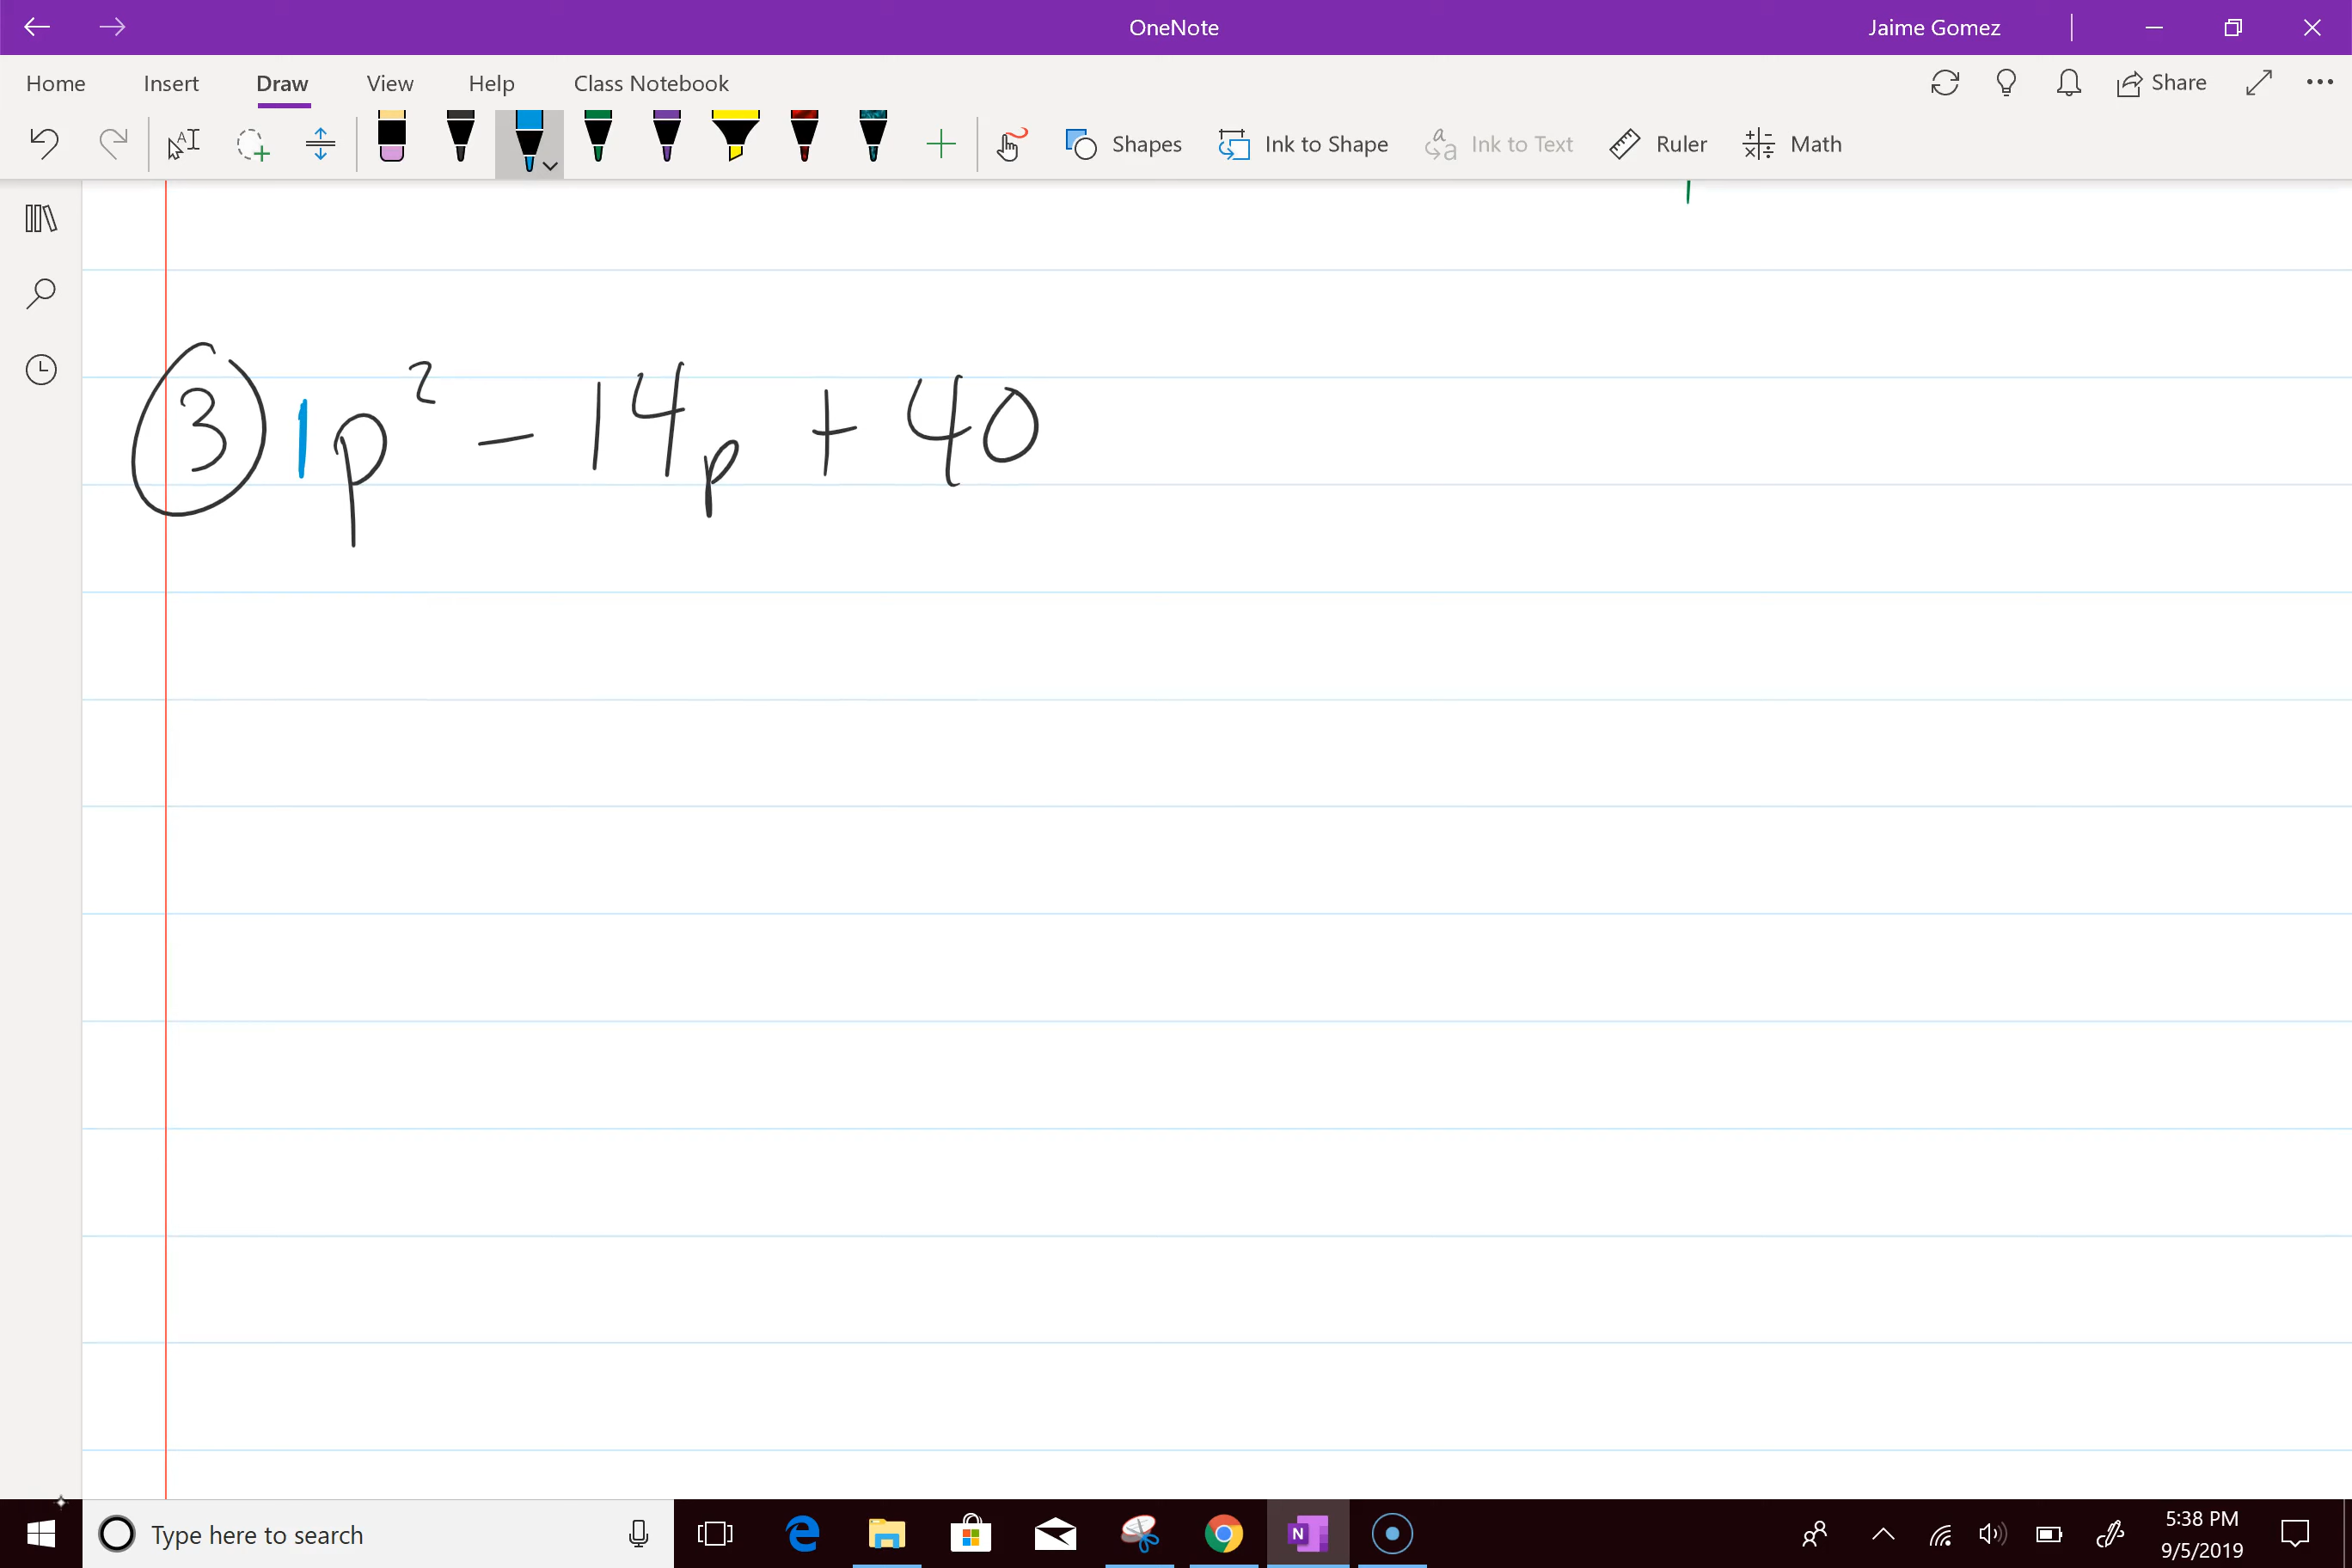 OneNote
Jaime Gomez
Home Insert Draw View Help Class Notebook Share
Shapes Ink to Shape Ink to Text Ruler Math
③ 1p² - 14p + 40
Type here to search
5:38 PM
9/5/2019